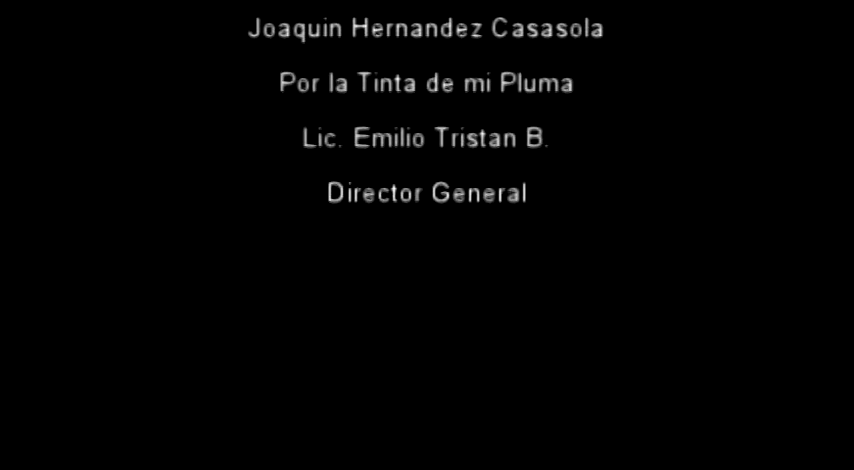 Joaquin Hernandez Casasola
Por la Tinta de mi Pluma
Lic. Emilio Tristan B.
Director General